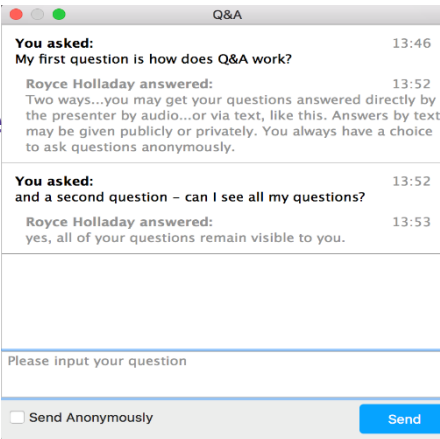 Q&A
You asked: 13:46
My first question is how does Q&A work?
Royce Holladay answered: 13:52
Two ways...you may get your questions answered directly by
the presenter by audio...or via text, like this. Answers by text
may be given publicly or privately. You always have a choice
to ask questions anonymously.
You asked: 13:52
and a second question – can I see all my questions?
Royce Holladay answered: 13:53
yes, all of your questions remain visible to you.
Please input your question
Send Anonymously
Send